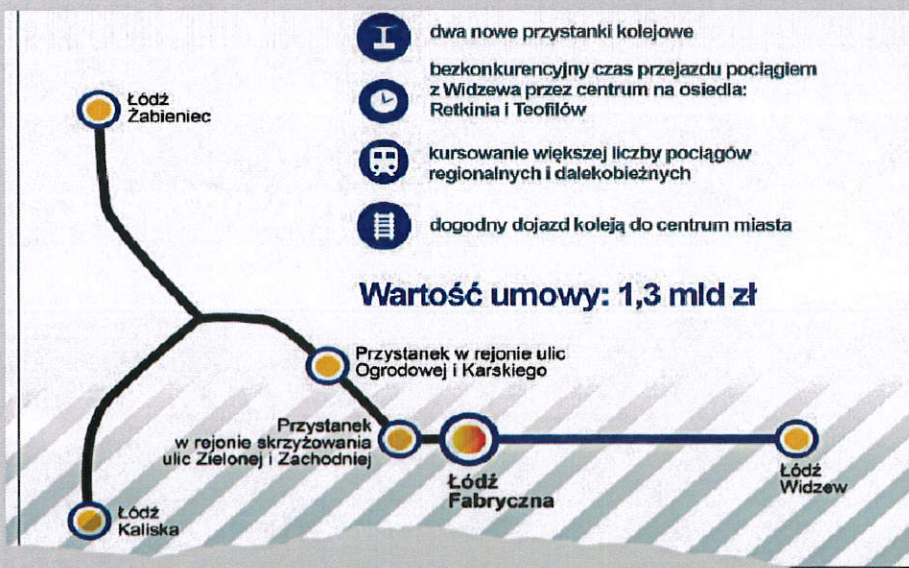 dwa nowe przystanki kolejowe
bezkonkurencyjny czas przejazdu pociągiem
z Widzewa przez centrum na osiedla:
Retkinia i Teofilów
kursowanie większej liczby pociągów
regionalnych i dalekobieżnych
dogodny dojazd koleją do centrum miasta
Wartość umowy: 1,3 mld zł
Łódź
Żabieniec
Przystanek w rejonie ulic
Ogrodowej i Karskiego
Przystanek
w rejonie skrzyżowania
ulic Zielonej i Zachodniej
Łódź
Fabryczna
Łódź
Widzew
Łódź
Kaliska